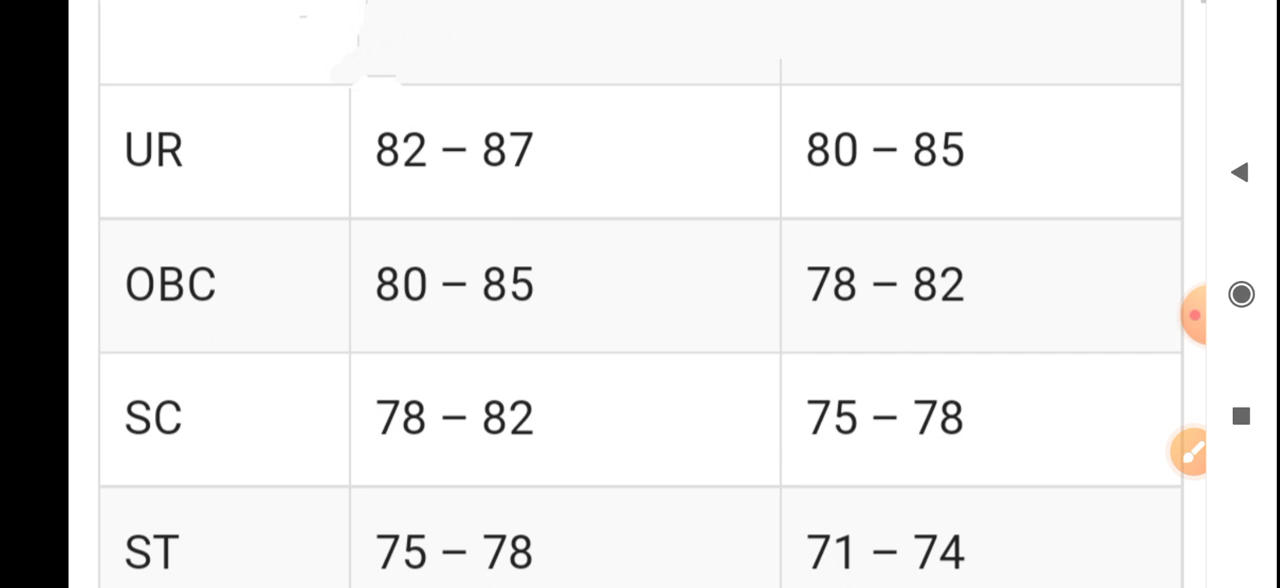 UR 82 – 87 80 – 85
OBC 80 – 85 78 – 82
SC 78 – 82 75 – 78
ST 75 – 78 71 – 74